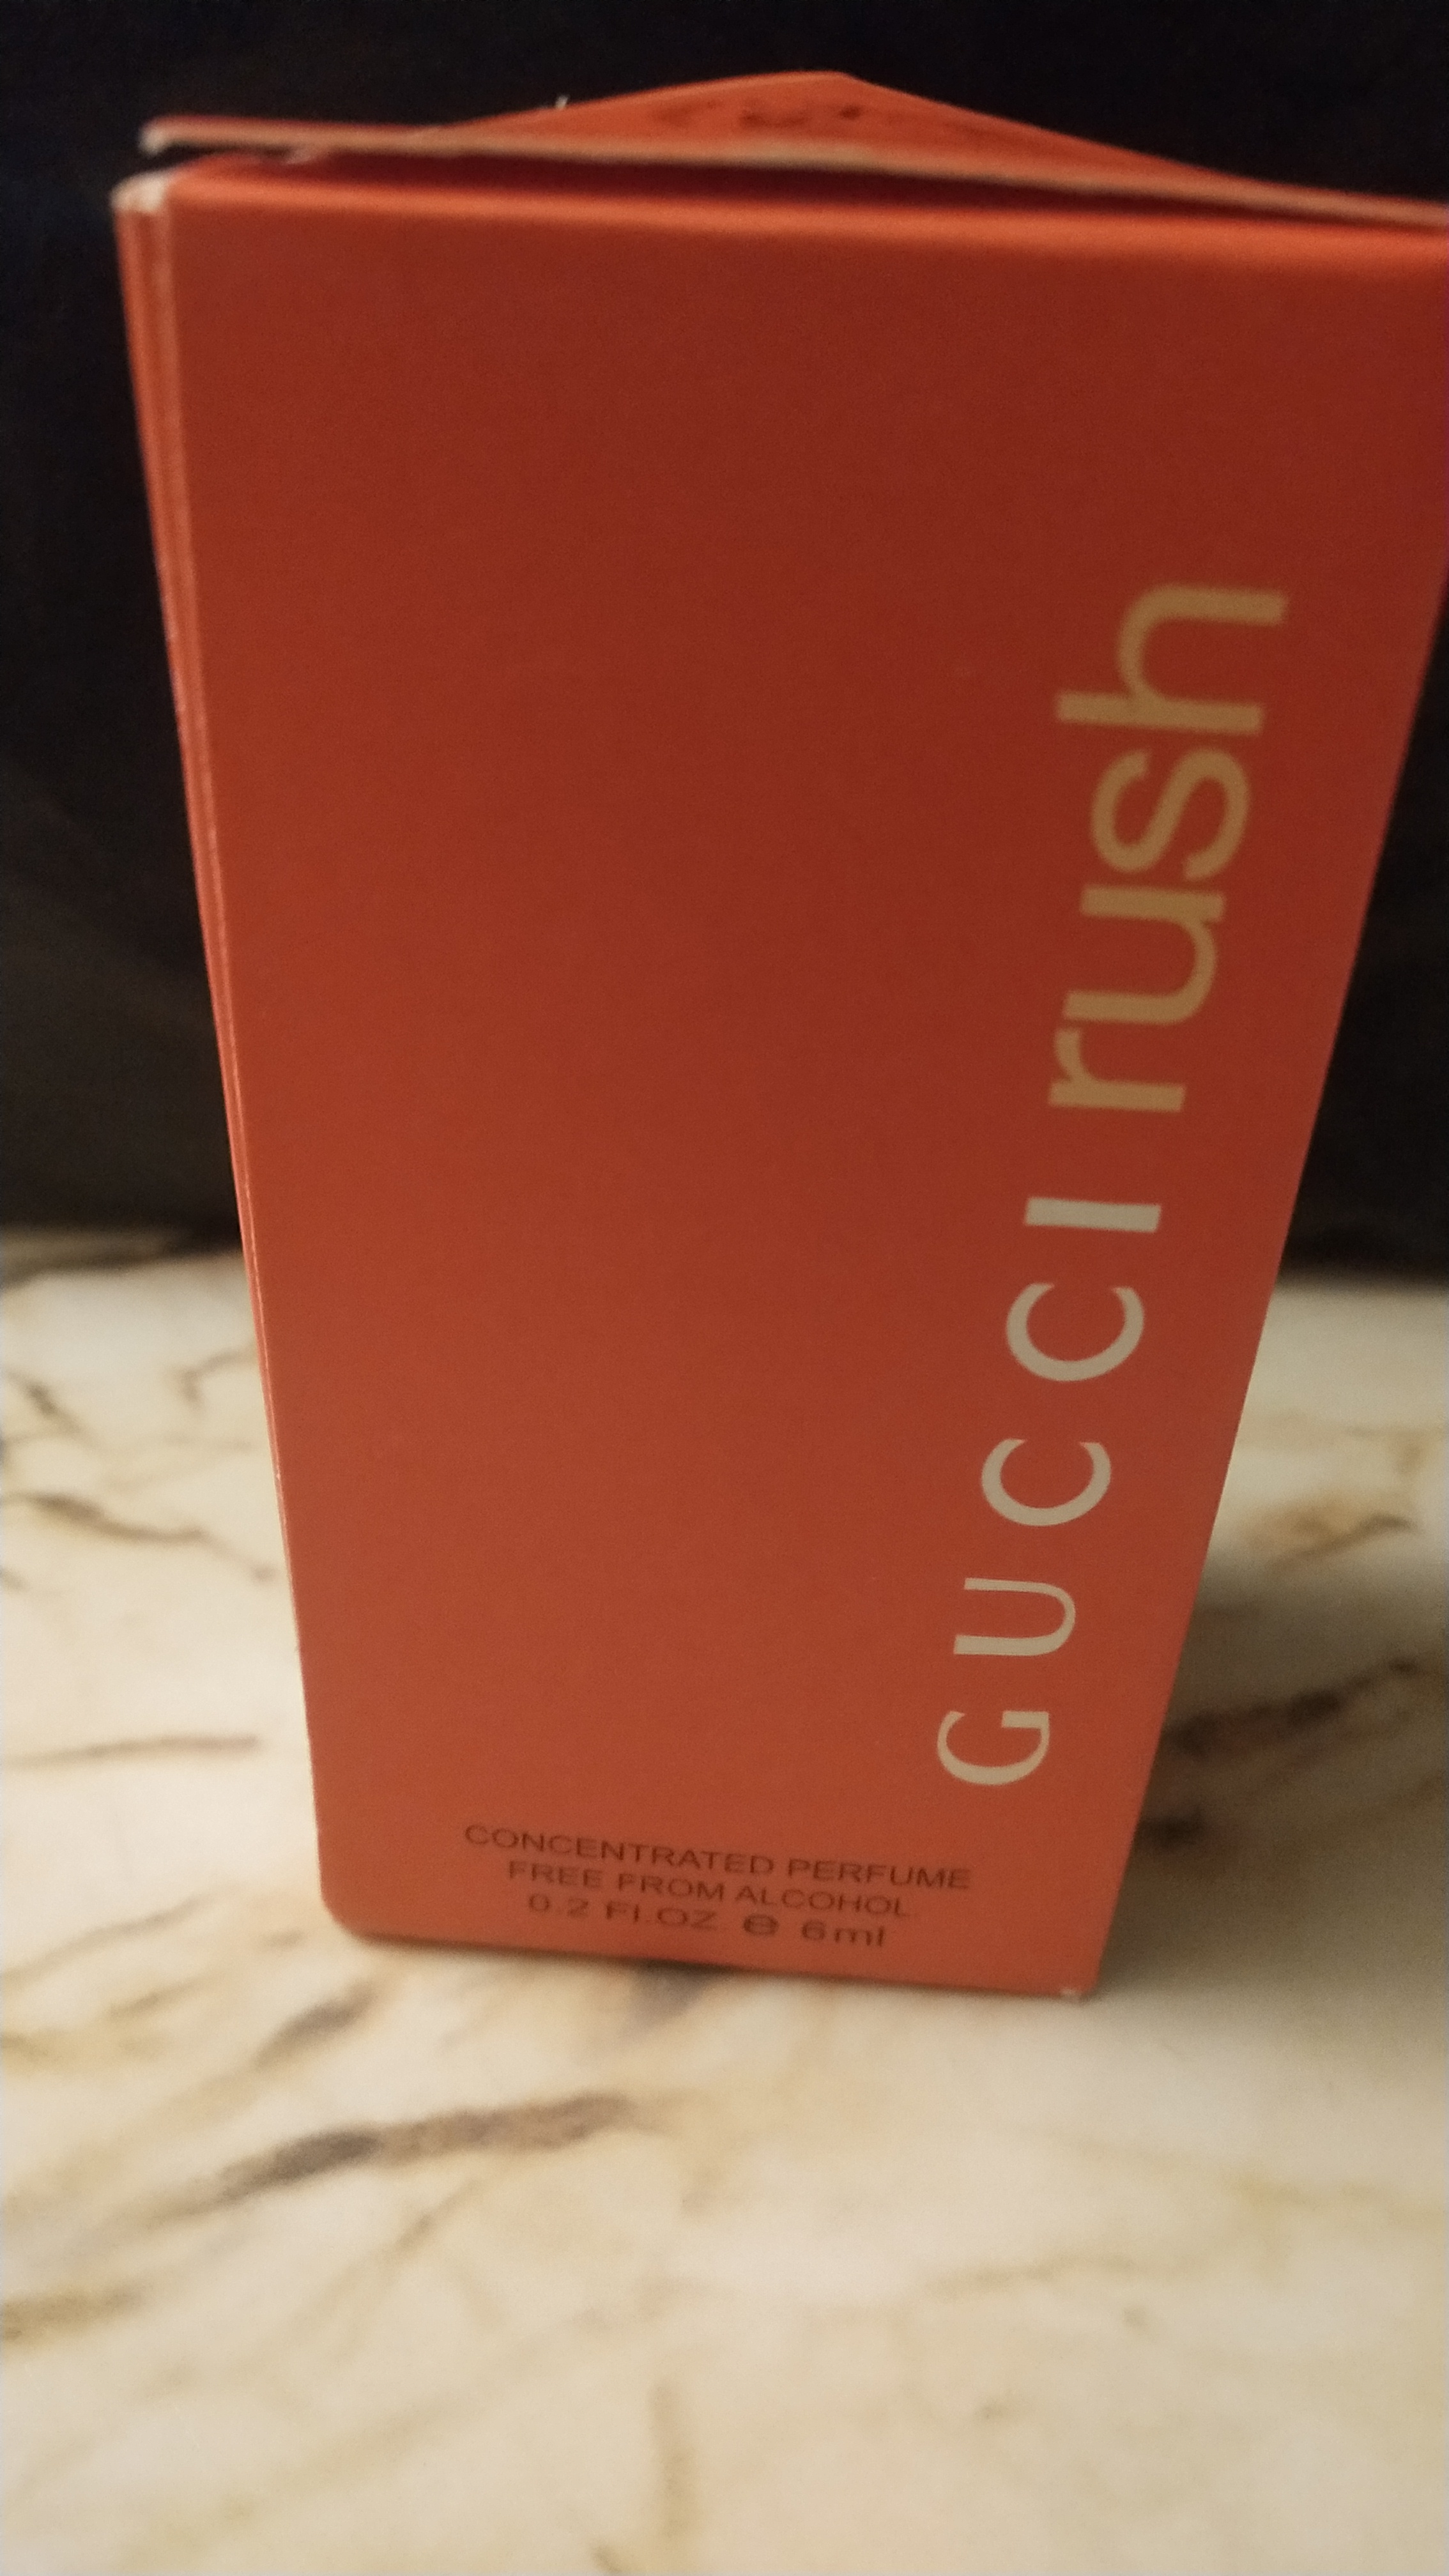 GUCCI rush
CONCENTRATED PERFUME
FREE FROM ALCOHOL.
0.2 Fl.OZ. e 6ml